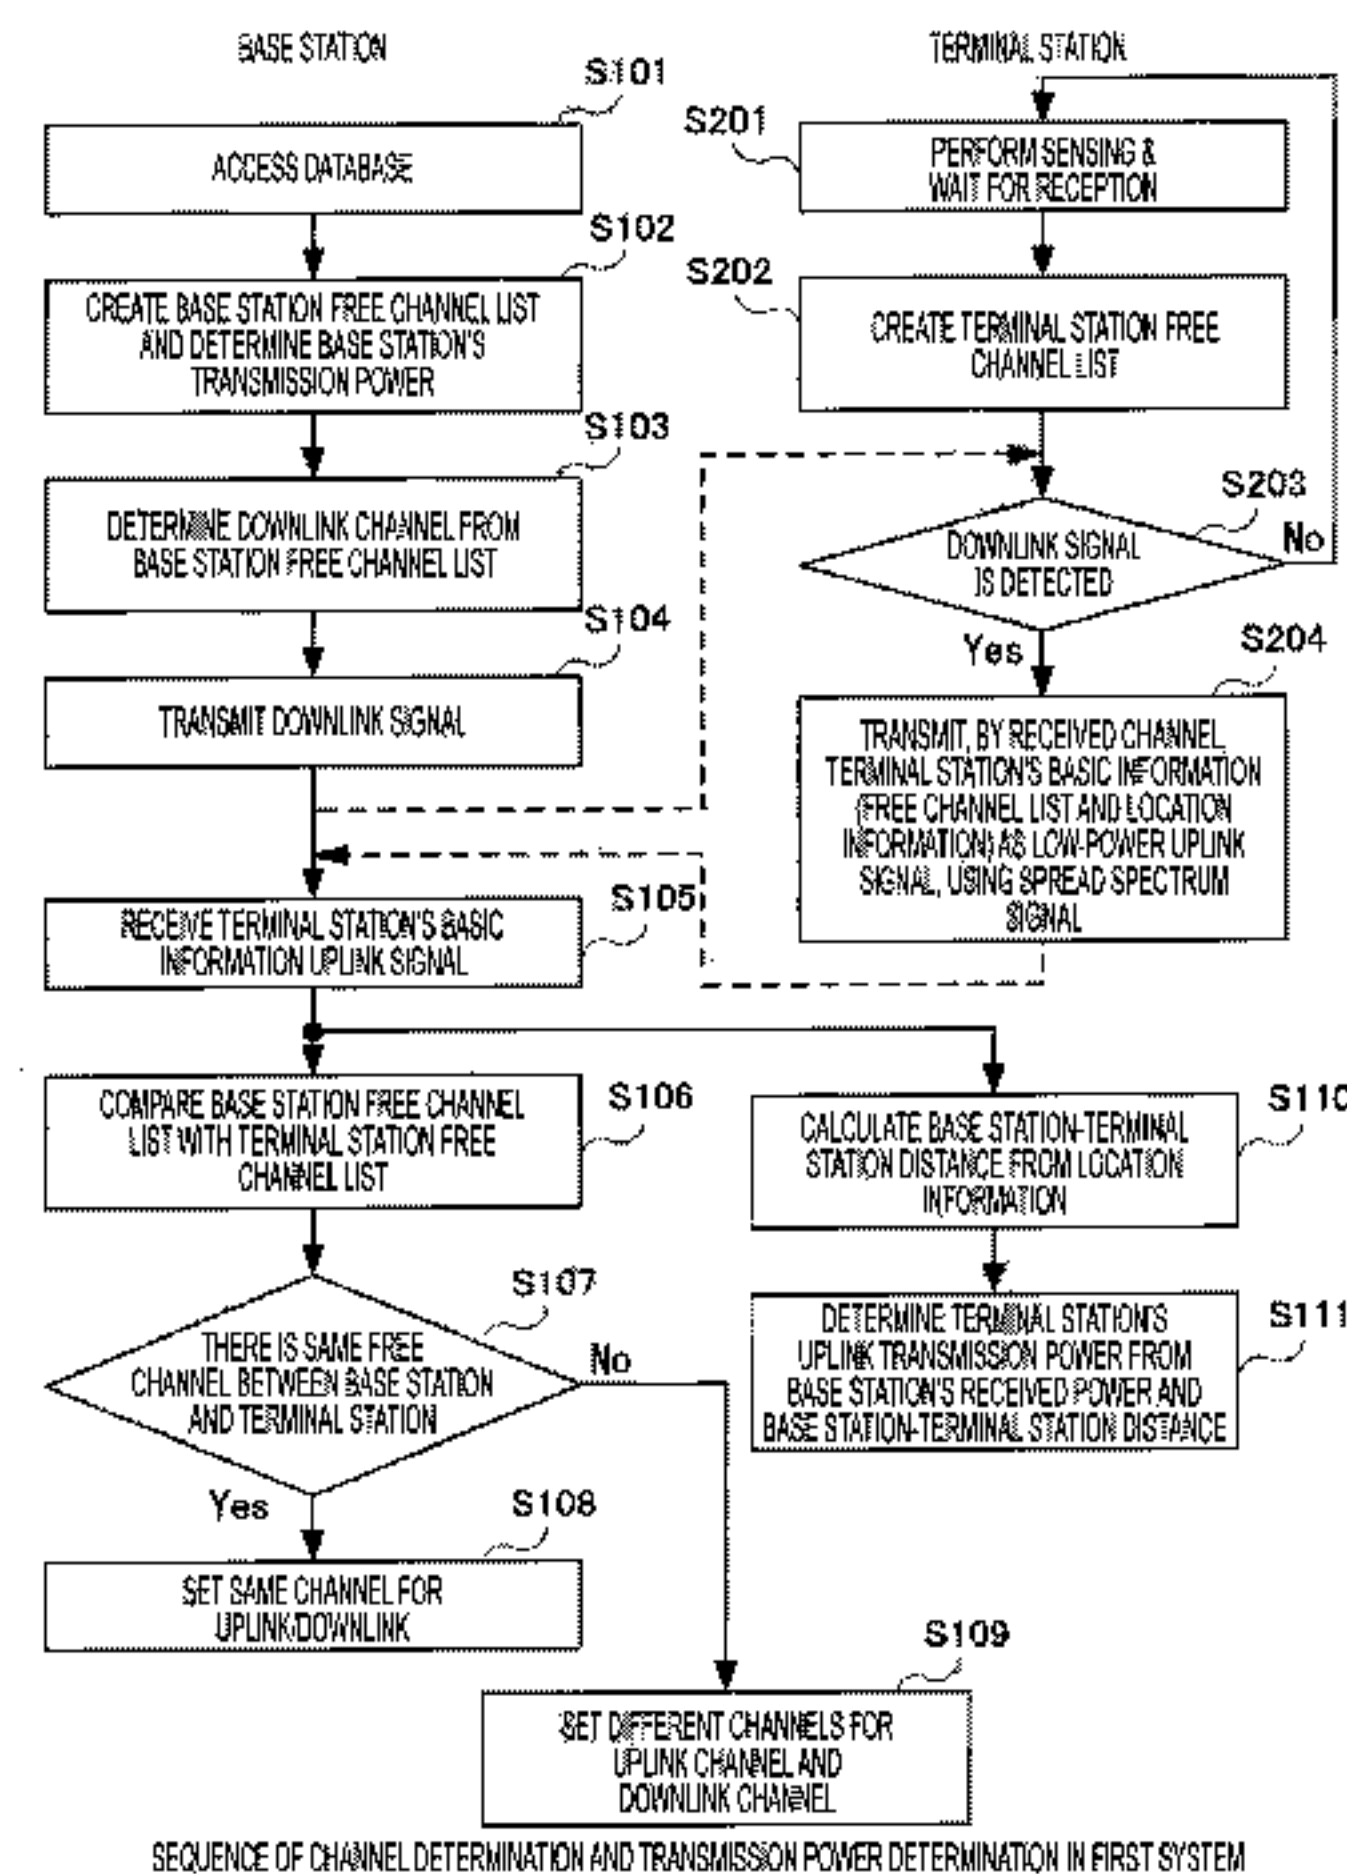 BASE STATION
S101
ACCESS DATABASE
S102
CREATE BASE STATION FREE CHANNEL LIST
AND DETERMINE BASE STATION'S
TRANSMISSION POWER
S103
DETERMINE DOWNLINK CHANNEL FROM
BASE STATION FREE CHANNEL LIST
S104
TRANSMIT DOWNLINK SIGNAL
TERMINAL STATION
S201
PERFORM SENSING &
WAIT FOR RECEPTION
S202
CREATE TERMINAL STATION FREE
CHANNEL LIST
S203
DOWNLINK SIGNAL
IS DETECTED
No
Yes
S204
TRANSMIT, BY RECEIVED CHANNEL,
TERMINAL STATION'S BASIC INFORMATION
(FREE CHANNEL LIST AND LOCATION
INFORMATION) AS LOW-POWER UPLINK
SIGNAL, USING SPREAD SPECTRUM
SIGNAL
S105
RECEIVE TERMINAL STATION'S BASIC
INFORMATION UPLINK SIGNAL
S106
COMPARE BASE STATION FREE CHANNEL
LIST WITH TERMINAL STATION FREE
CHANNEL LIST
S107
THERE IS SAME FREE
CHANNEL BETWEEN BASE STATION
AND TERMINAL STATION
No
Yes
S108
SET SAME CHANNEL FOR
UPLINK/DOWNLINK
S109
SET DIFFERENT CHANNELS FOR
UPLINK CHANNEL AND
DOWNLINK CHANNEL
S110
CALCULATE BASE STATION-TERMINAL
STATION DISTANCE FROM LOCATION
INFORMATION
S111
DETERMINE TERMINAL STATION'S
UPLINK TRANSMISSION POWER FROM
BASE STATION'S RECEIVED POWER AND
BASE STATION-TERMINAL STATION DISTANCE
SEQUENCE OF CHANNEL DETERMINATION AND TRANSMISSION POWER DETERMINATION IN FIRST SYSTEM